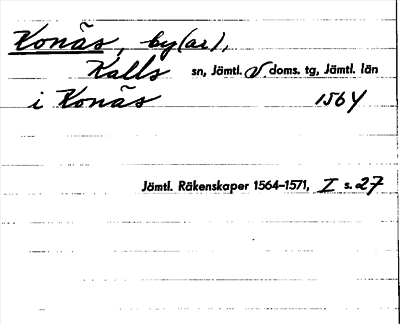 Konäs, by(ar),
Kalls sn, Jämtl. V doms. tg, Jämtl. län
i Konäs 1564
Jämtl. Räkenskaper 1564–1571, I s. 27